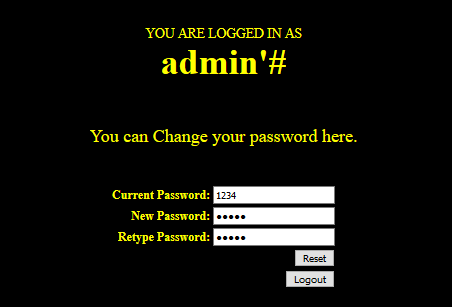 YOU ARE LOGGED IN AS
admin'#
You can Change your password here.
Current Password: 1234
New Password: •••••
Retype Password: •••••
Reset
Logout